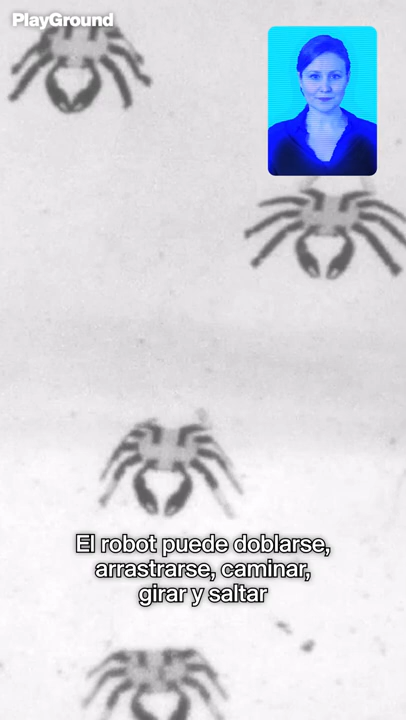 PlayGround
El robot puede doblarse,
arrastrarse, caminar,
girar y saltar